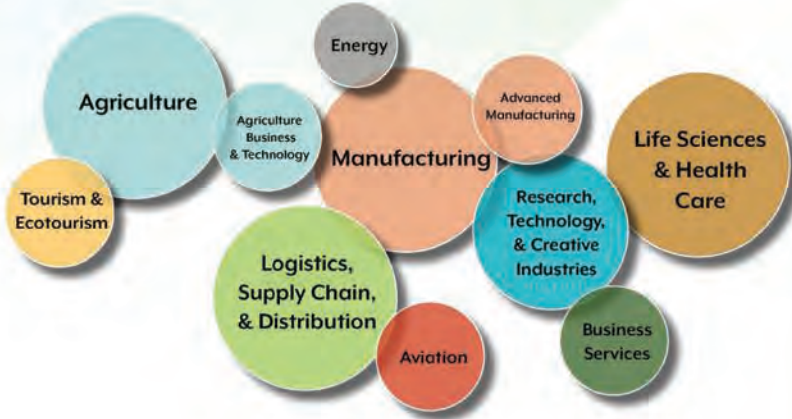 Energy
Agriculture
Agriculture
Business
& Technology
Manufacturing
Advanced
Manufacturing
Life Sciences
& Health
Care
Tourism &
Ecotourism
Research,
Technology,
& Creative
Industries
Logistics,
Supply Chain,
& Distribution
Aviation
Business
Services